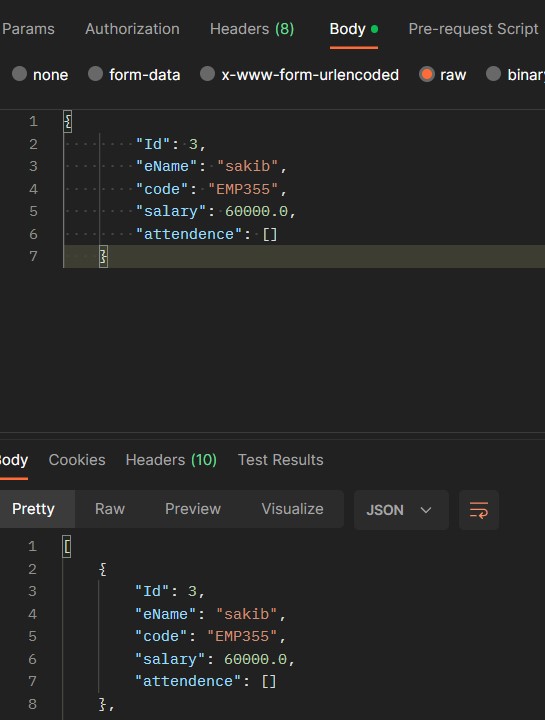 Params Authorization Headers (8) Body Pre-request Script
none form-data x-www-form-urlencoded raw binary
1 {
2 "Id": 3,
3 "eName": "sakib",
4 "code": "EMP355",
5 "salary": 60000.0,
6 "attendence": []
7 }
Body Cookies Headers (10) Test Results
Pretty Raw Preview Visualize JSON
1 [
2 {
3 "Id": 3,
4 "eName": "sakib",
5 "code": "EMP355",
6 "salary": 60000.0,
7 "attendence": []
8 },